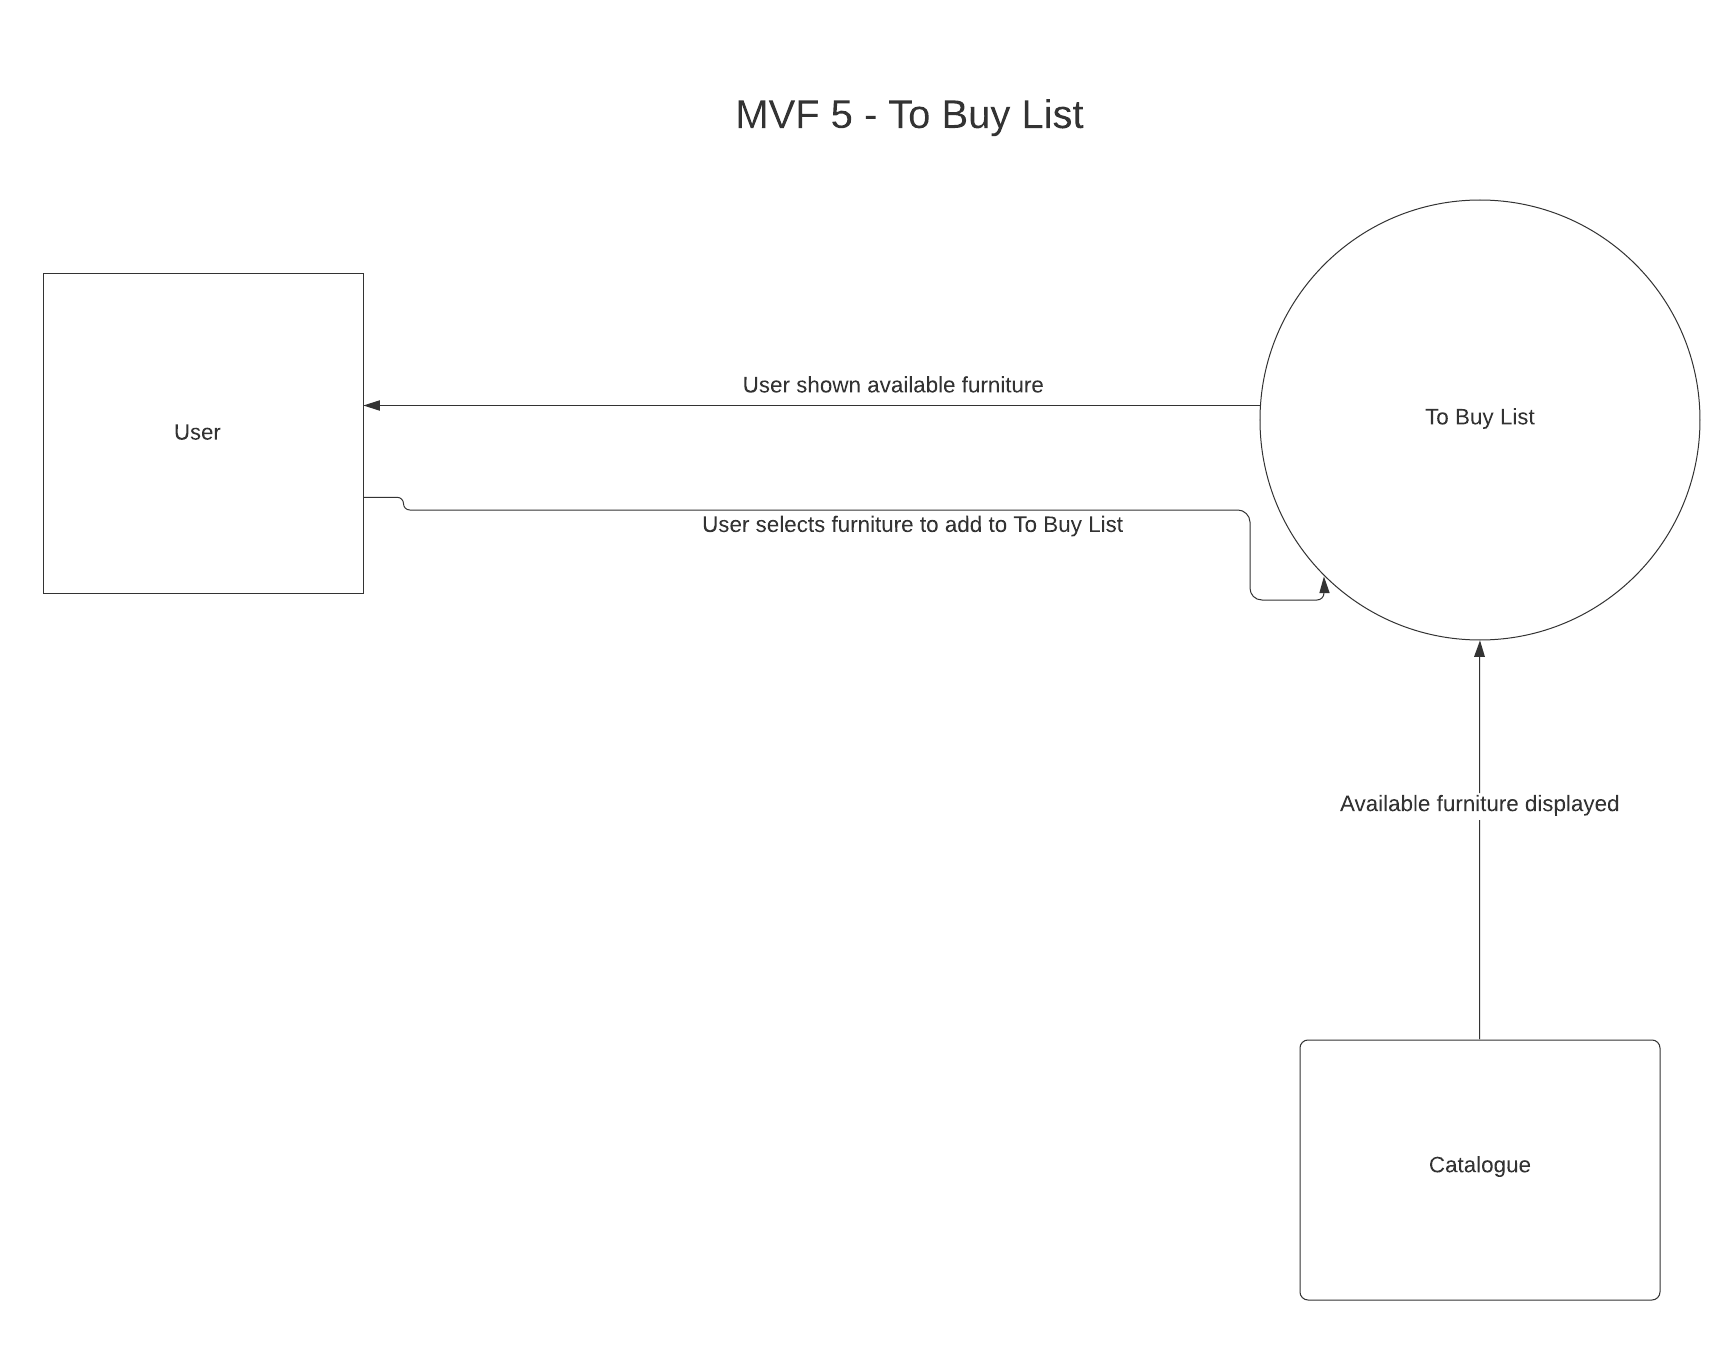 MVF 5 - To Buy List
User shown available furniture
To Buy List
User
User selects furniture to add to To Buy List
Available furniture displayed
Catalogue